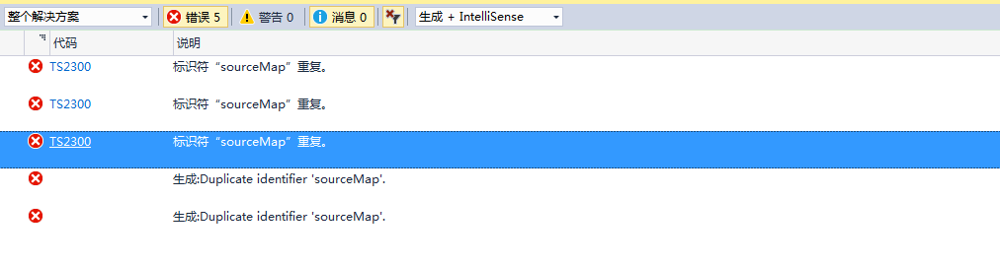 整个解决方案 错误 5 警告 0 消息 0 生成 + IntelliSense
代码 说明
TS2300 标识符“sourceMap”重复。
TS2300 标识符“sourceMap”重复。
TS2300 标识符“sourceMap”重复。
生成:Duplicate identifier 'sourceMap'.
生成:Duplicate identifier 'sourceMap'.